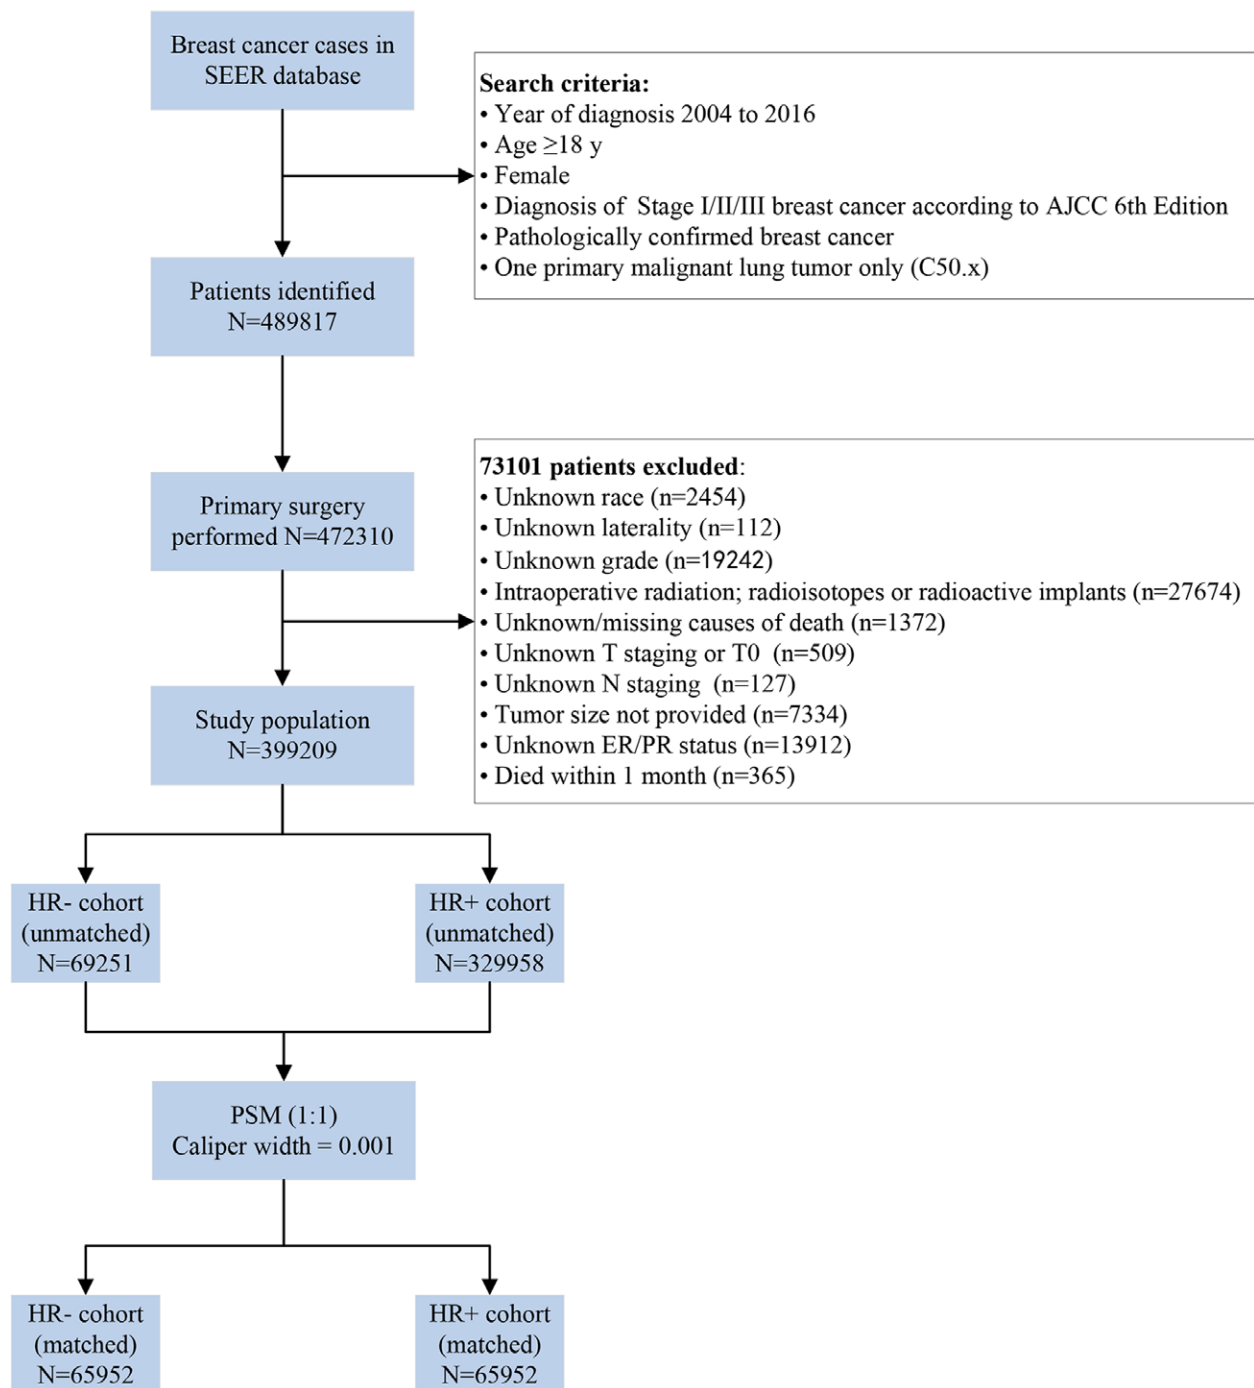 Breast cancer cases in
SEER database
Search criteria:
• Year of diagnosis 2004 to 2016
• Age ≥18 y
• Female
• Diagnosis of  Stage I/II/III breast cancer according to AJCC 6th Edition
• Pathologically confirmed breast cancer
• One primary malignant lung tumor only (C50.x)
Patients identified
N=489817
Primary surgery
performed N=472310
73101 patients excluded:
• Unknown race (n=2454)
• Unknown laterality (n=112)
• Unknown grade (n=19242)
• Intraoperative radiation; radioisotopes or radioactive implants (n=27674)
• Unknown/missing causes of death (n=1372)
• Unknown T staging or T0  (n=509)
• Unknown N staging  (n=127)
• Tumor size not provided (n=7334)
• Unknown ER/PR status (n=13912)
• Died within 1 month (n=365)
Study population
N=399209
HR- cohort
(unmatched)
N=69251
HR+ cohort
(unmatched)
N=329958
PSM (1:1)
Caliper width = 0.001
HR- cohort
(matched)
N=65952
HR+ cohort
(matched)
N=65952